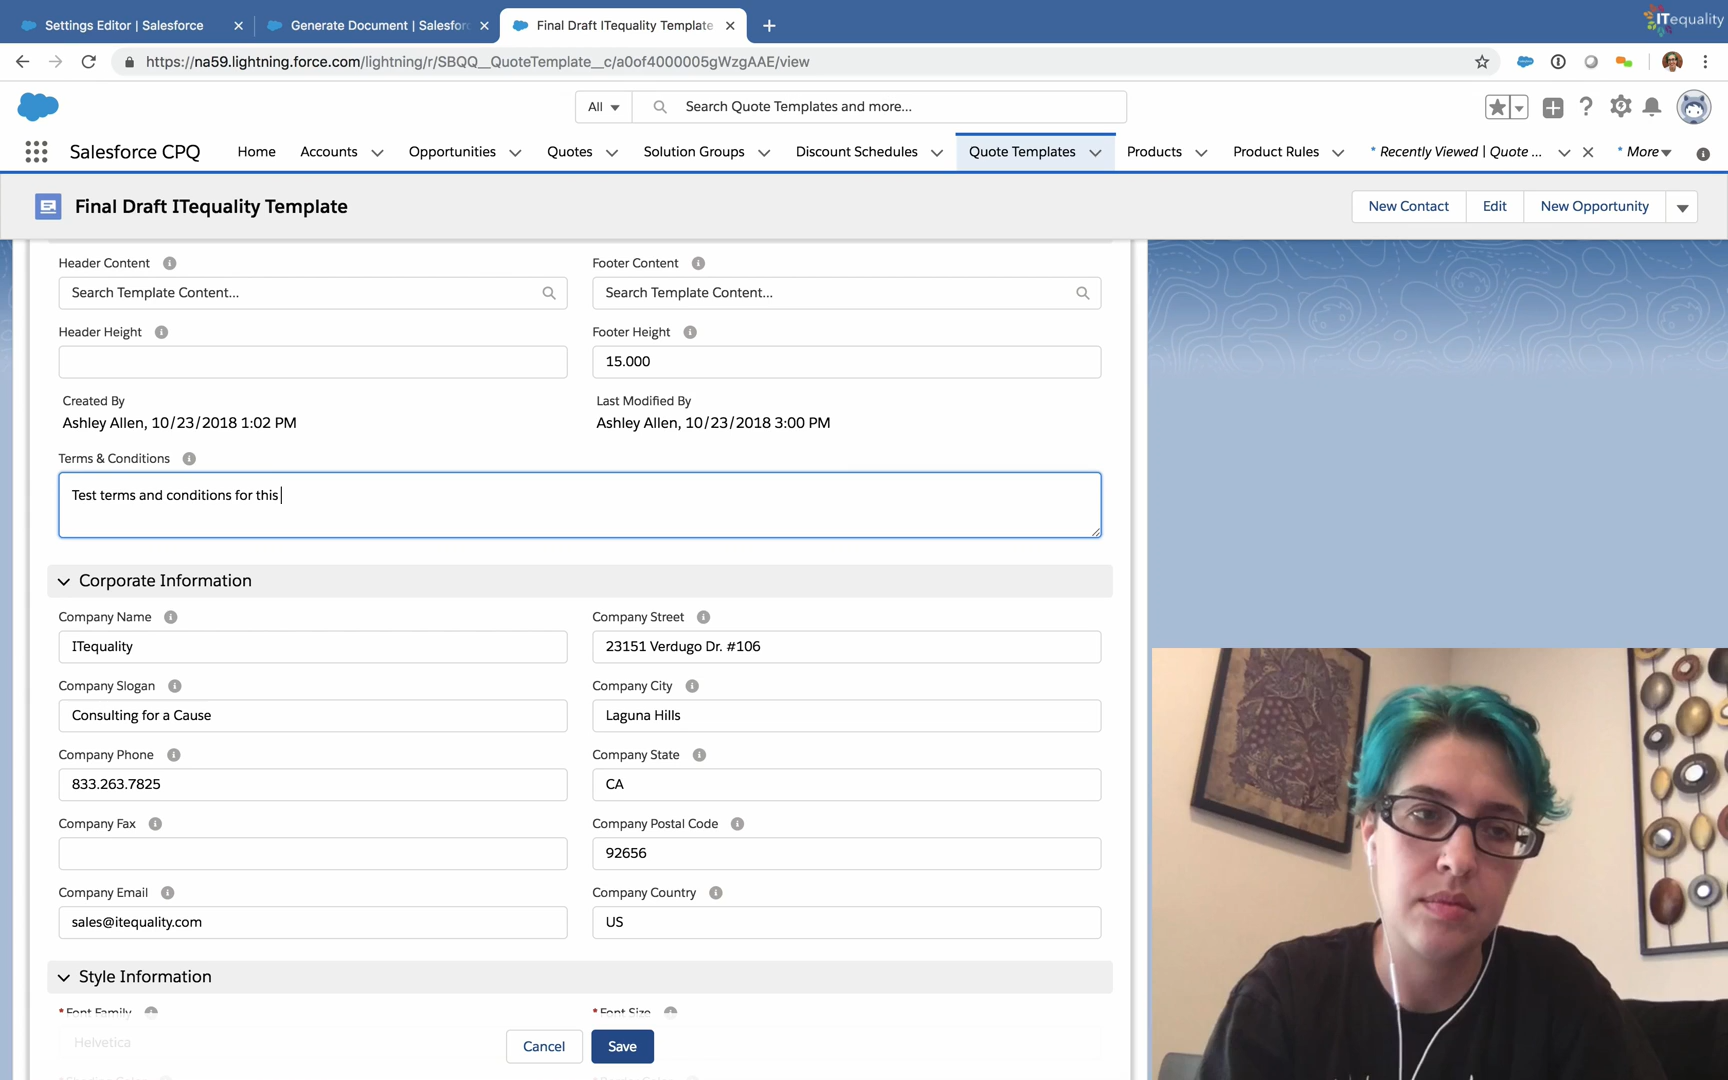 Settings Editor | Salesforce
Generate Document | Salesforc
Final Draft ITequality Template
ITequality
https://na59.lightning.force.com/lightning/r/SBQQ__QuoteTemplate__c/a0of4000005gWzgAAE/view
All
Search Quote Templates and more...
Salesforce CPQ
Home
Accounts
Opportunities
Quotes
Solution Groups
Discount Schedules
Quote Templates
Products
Product Rules
* Recently Viewed | Quote ...
* More
Final Draft ITequality Template
New Contact
Edit
New Opportunity
Header Content
Footer Content
Search Template Content...
Search Template Content...
Header Height
Footer Height
15.000
Created By
Last Modified By
Ashley Allen, 10/23/2018 1:02 PM
Ashley Allen, 10/23/2018 3:00 PM
Terms & Conditions
Test terms and conditions for this
Corporate Information
Company Name
Company Street
ITequality
23151 Verdugo Dr. #106
Company Slogan
Company City
Consulting for a Cause
Laguna Hills
Company Phone
Company State
833.263.7825
CA
Company Fax
Company Postal Code
92656
Company Email
Company Country
sales@itequality.com
US
Style Information
* Font Family
* Font Size
Helvetica
Cancel
Save